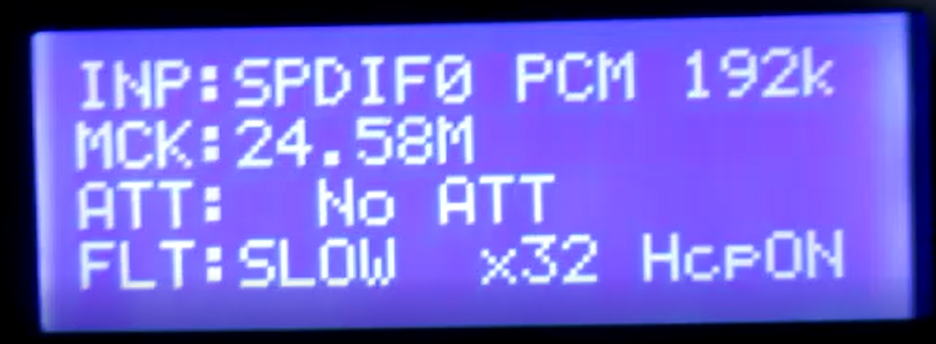 INP:SPDIF0 PCM 192k
MCK:24.58M
ATT:  No ATT
FLT:SLOW  x32 HcpON